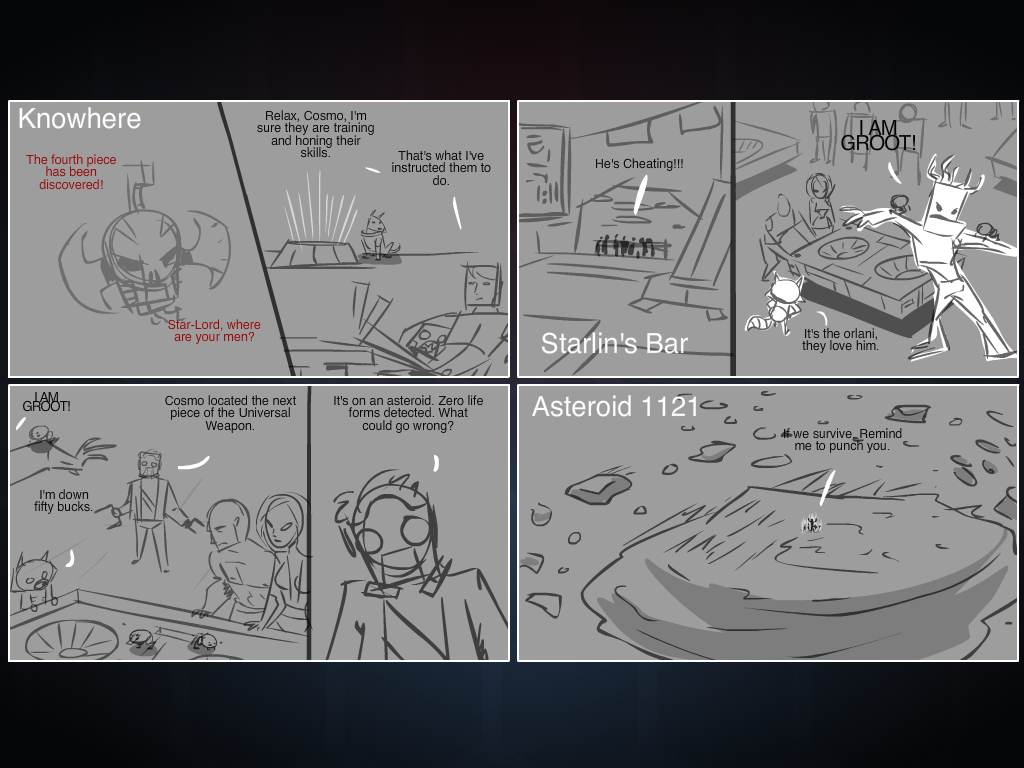 Knowhere
The fourth piece
has been
discovered!
Relax, Cosmo, I'm
sure they are training
and honing their
skills.
That's what I've
instructed them to
do.
Star-Lord, where
are your men?
He's Cheating!!!
Starlin's Bar
I AM
GROOT!
It's the orlani,
they love him.
I AM
GROOT!
Cosmo located the next
piece of the Universal
Weapon.
I'm down
fifty bucks.
It's on an asteroid. Zero life
forms detected. What
could go wrong?
Asteroid 1121
If we survive, Remind
me to punch you.